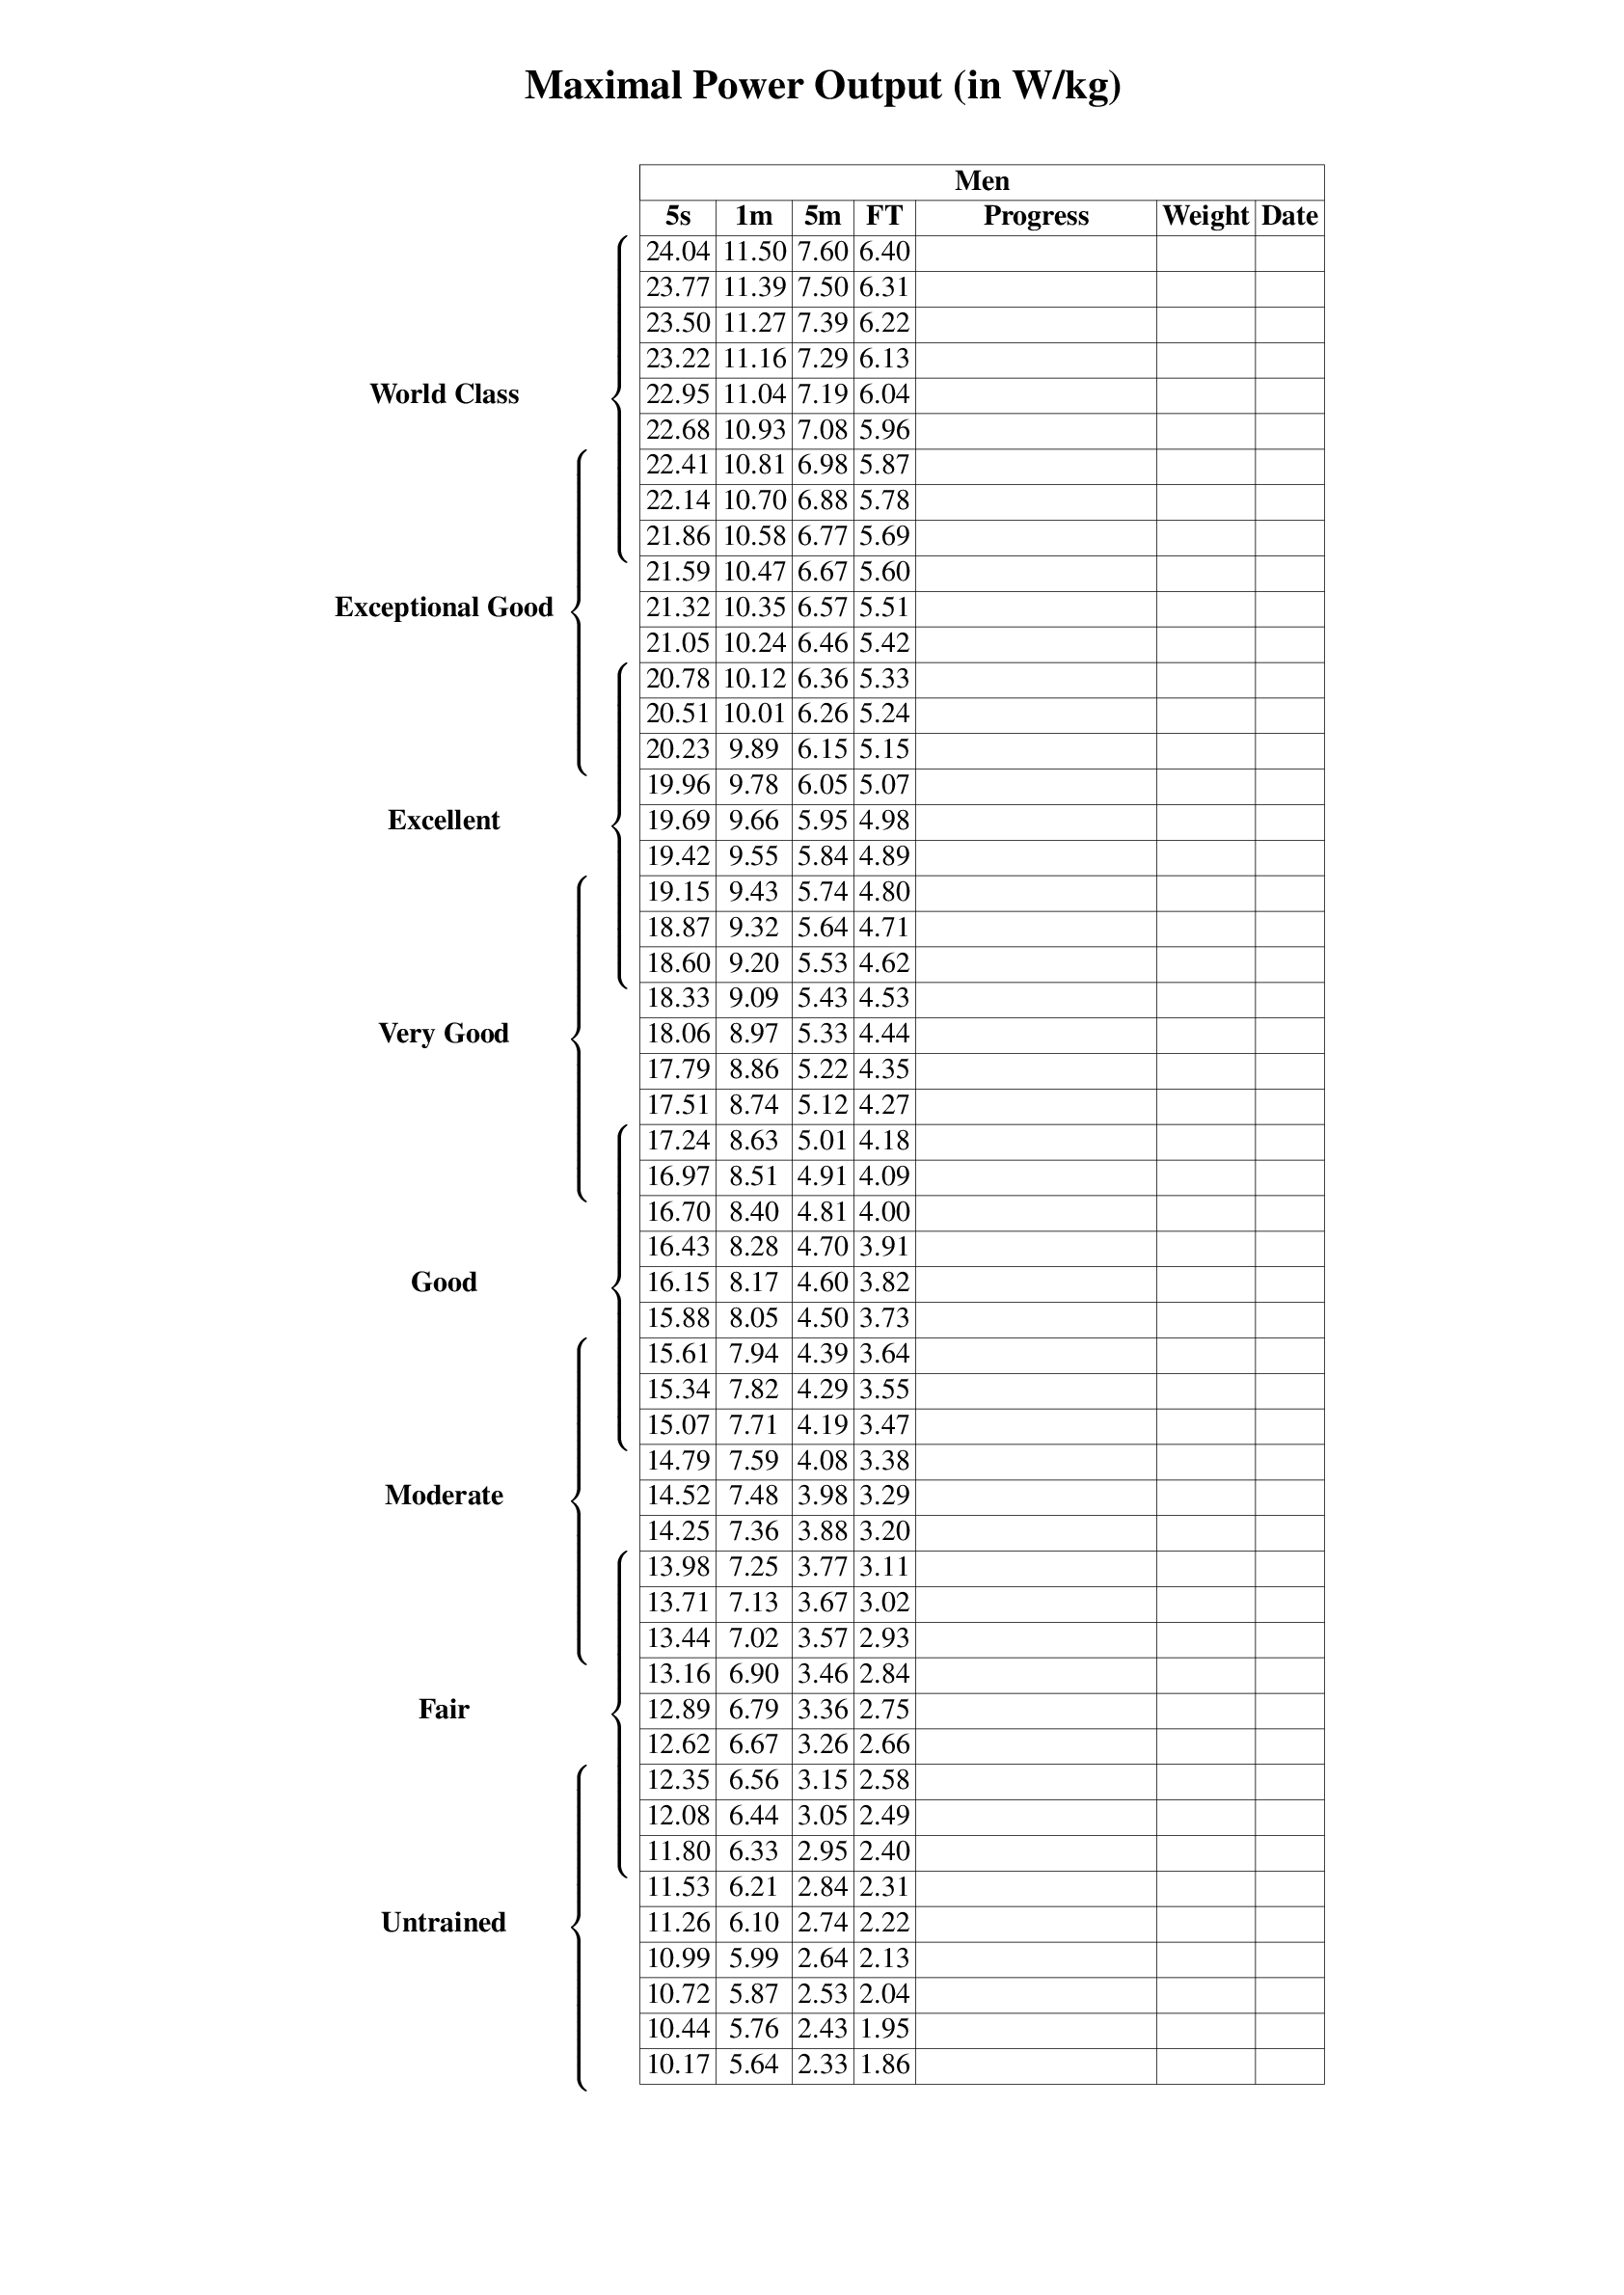 Maximal Power Output (in W/kg)
Men
5s 1m 5m FT Progress Weight Date
24.04 11.50 7.60 6.40
23.77 11.39 7.50 6.31
23.50 11.27 7.39 6.22
23.22 11.16 7.29 6.13
World Class 22.95 11.04 7.19 6.04
22.68 10.93 7.08 5.96
22.41 10.81 6.98 5.87
22.14 10.70 6.88 5.78
21.86 10.58 6.77 5.69
21.59 10.47 6.67 5.60
Exceptional Good 21.32 10.35 6.57 5.51
21.05 10.24 6.46 5.42
20.78 10.12 6.36 5.33
20.51 10.01 6.26 5.24
20.23 9.89 6.15 5.15
19.96 9.78 6.05 5.07
Excellent 19.69 9.66 5.95 4.98
19.42 9.55 5.84 4.89
19.15 9.43 5.74 4.80
18.87 9.32 5.64 4.71
18.60 9.20 5.53 4.62
18.33 9.09 5.43 4.53
Very Good 18.06 8.97 5.33 4.44
17.79 8.86 5.22 4.35
17.51 8.74 5.12 4.27
17.24 8.63 5.01 4.18
16.97 8.51 4.91 4.09
16.70 8.40 4.81 4.00
16.43 8.28 4.70 3.91
Good 16.15 8.17 4.60 3.82
15.88 8.05 4.50 3.73
15.61 7.94 4.39 3.64
15.34 7.82 4.29 3.55
15.07 7.71 4.19 3.47
14.79 7.59 4.08 3.38
Moderate 14.52 7.48 3.98 3.29
14.25 7.36 3.88 3.20
13.98 7.25 3.77 3.11
13.71 7.13 3.67 3.02
13.44 7.02 3.57 2.93
13.16 6.90 3.46 2.84
Fair 12.89 6.79 3.36 2.75
12.62 6.67 3.26 2.66
12.35 6.56 3.15 2.58
12.08 6.44 3.05 2.49
11.80 6.33 2.95 2.40
11.53 6.21 2.84 2.31
Untrained 11.26 6.10 2.74 2.22
10.99 5.99 2.64 2.13
10.72 5.87 2.53 2.04
10.44 5.76 2.43 1.95
10.17 5.64 2.33 1.86